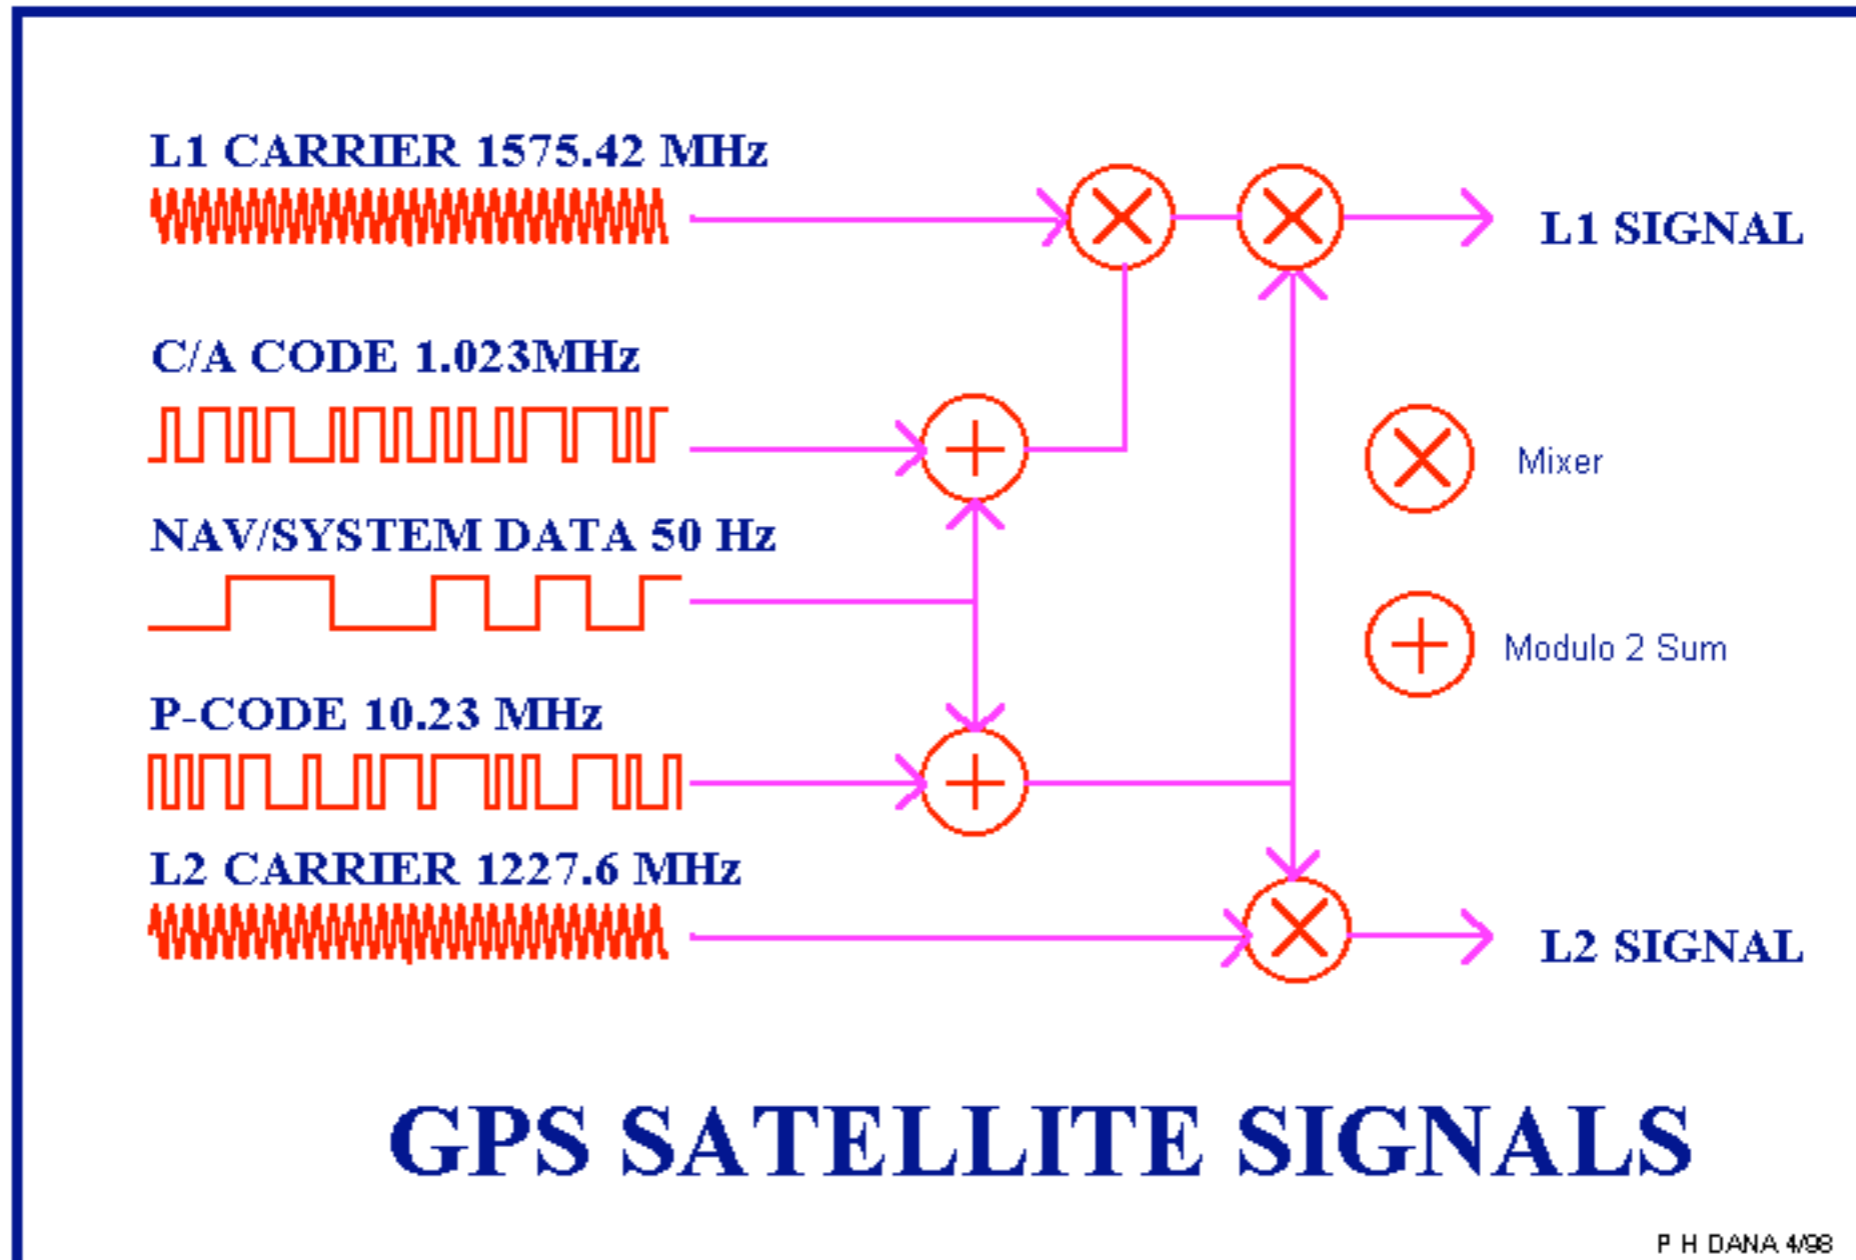 L1 CARRIER 1575.42 MHz
L1 SIGNAL
C/A CODE 1.023MHz
Mixer
NAV/SYSTEM DATA 50 Hz
Modulo 2 Sum
P-CODE 10.23 MHz
L2 CARRIER 1227.6 MHz
L2 SIGNAL
GPS SATELLITE SIGNALS
P H DANA 4/98